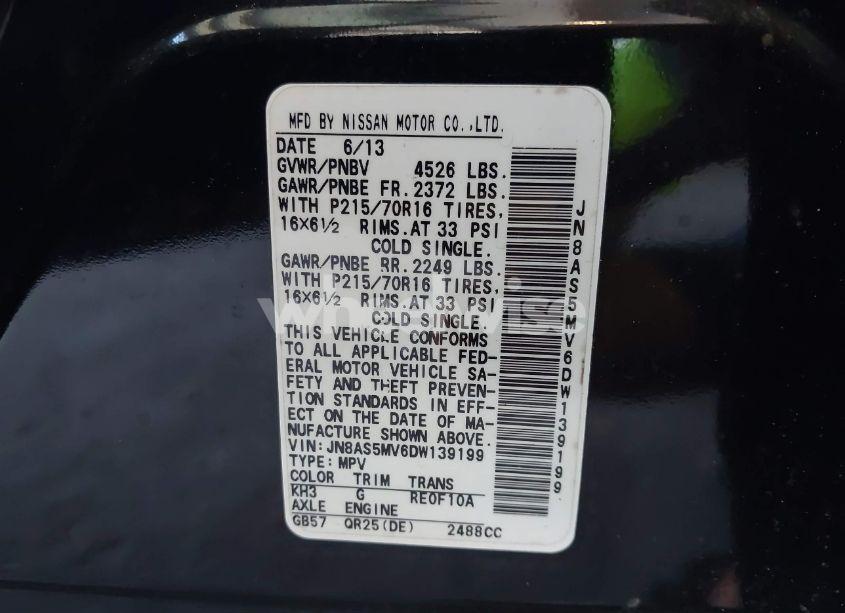 MFD BY NISSAN MOTOR CO.,LTD.
DATE 6/13
GVWR/PNBV 4526 LBS.
GAWR/PNBE FR. 2372 LBS.
WITH P215/70R16 TIRES,
16X6½ RIMS. AT 33 PSI
COLD SINGLE.
GAWR/PNBE RR. 2249 LBS.
WITH P215/70R16 TIRES,
16X6½ RIMS. AT 33 PSI
COLD SINGLE.
THIS VEHICLE CONFORMS
TO ALL APPLICABLE FED-
ERAL MOTOR VEHICLE SA-
FETY AND THEFT PREVEN-
TION STANDARDS IN EFF-
ECT ON THE DATE OF MA-
NUFACTURE SHOWN ABOVE.
VIN: JN8AS5MV6DW139199
TYPE: MPV
COLOR TRIM TRANS
KH3 G RE0F10A
AXLE ENGINE
GB57 QR25(DE) 2488CC
JN8AS5MV6DW139199